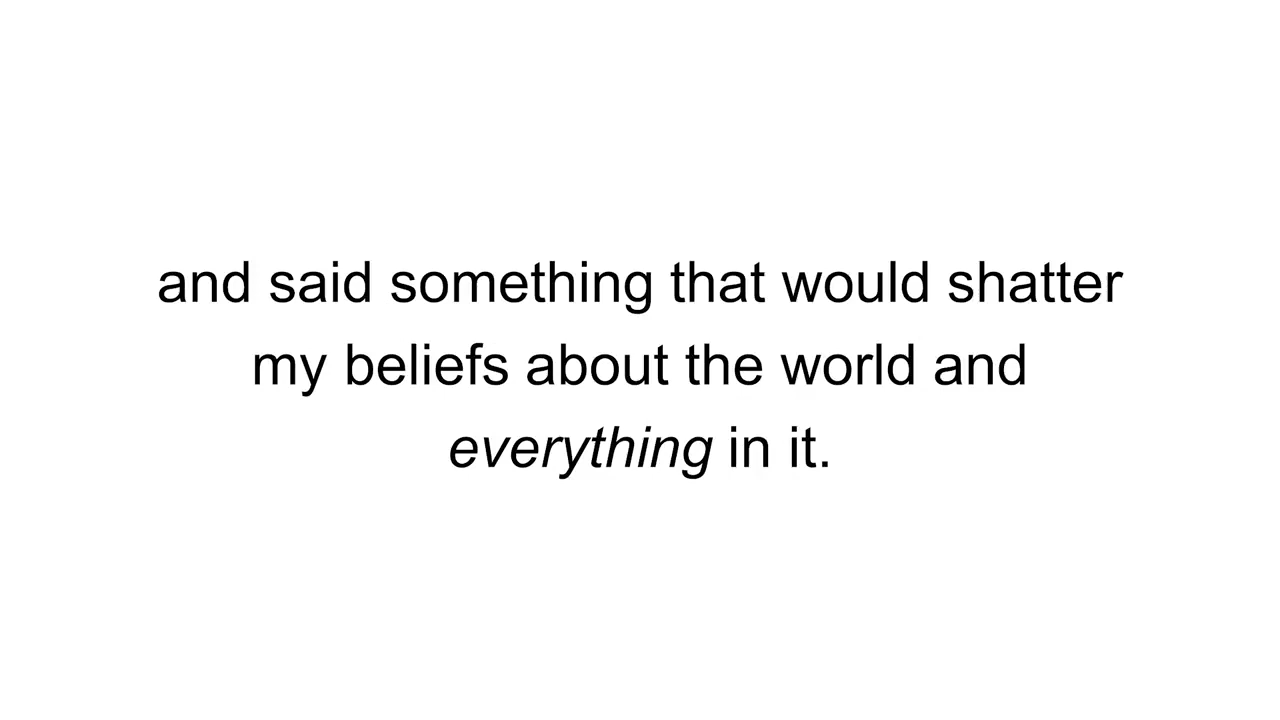 and said something that would shatter
my beliefs about the world and
everything in it.